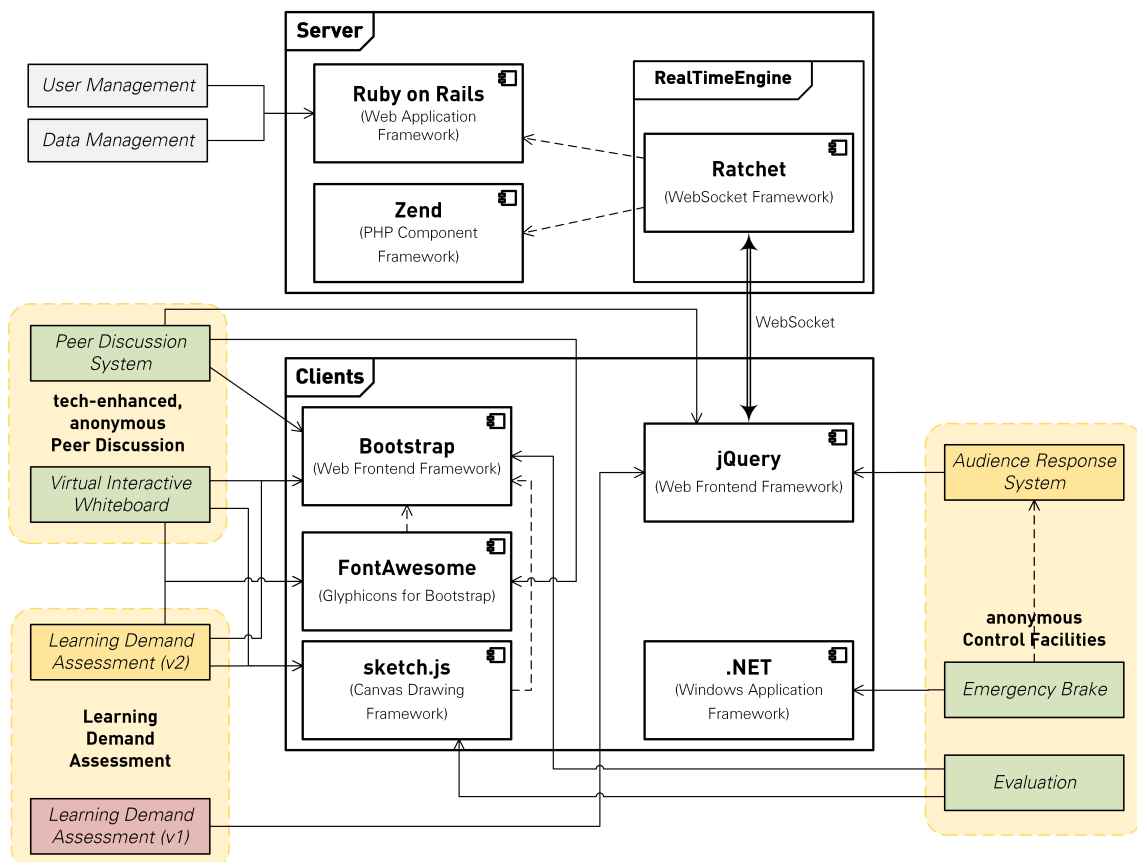 Server
User Management
Data Management
Ruby on Rails
(Web Application
Framework)
RealTimeEngine
Ratchet
(WebSocket Framework)
Zend
(PHP Component
Framework)
WebSocket
Peer Discussion
System
tech-enhanced,
anonymous
Peer Discussion
Virtual Interactive
Whiteboard
Clients
Bootstrap
(Web Frontend Framework)
jQuery
(Web Frontend Framework)
FontAwesome
(Glyphicons for Bootstrap)
sketch.js
(Canvas Drawing
Framework)
.NET
(Windows Application
Framework)
Audience Response
System
anonymous
Control Facilities
Emergency Brake
Evaluation
Learning Demand
Assessment (v2)
Learning
Demand
Assessment
Learning Demand
Assessment (v1)